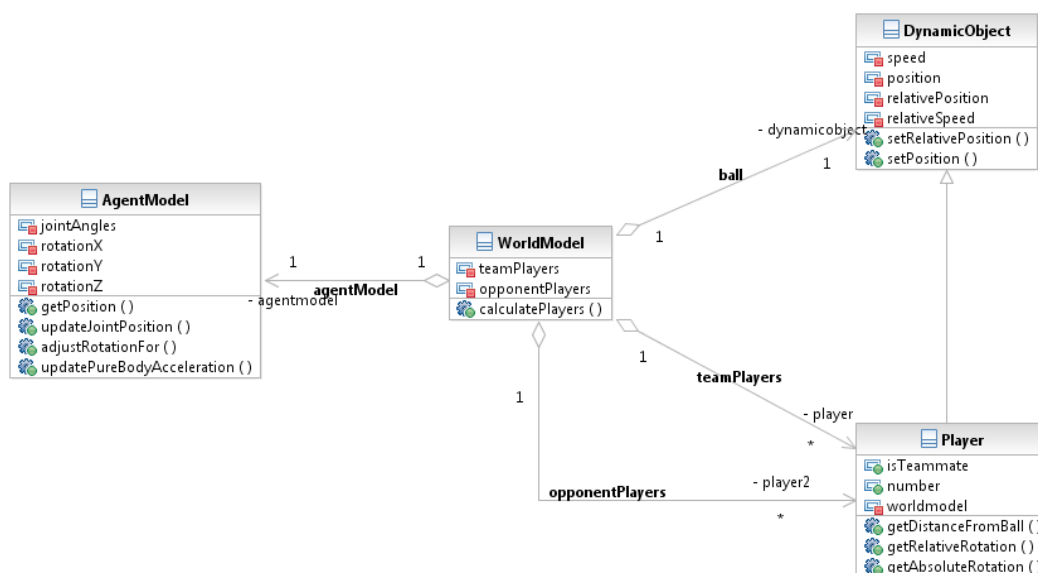 DynamicObject
speed
position
relativePosition
relativeSpeed
setRelativePosition ( )
setPosition ( )
- dynamicobject
1
ball
1
AgentModel
jointAngles
rotationX
rotationY
rotationZ
getPosition ( )
updateJointPosition ( )
adjustRotationFor ( )
updatePureBodyAcceleration ( )
1
1
agentModel
- agentmodel
WorldModel
teamPlayers
opponentPlayers
calculatePlayers ( )
1
teamPlayers
- player
*
1
opponentPlayers
- player2
*
Player
isTeammate
number
worldmodel
getDistanceFromBall ( )
getRelativeRotation ( )
getAbsoluteRotation ( )